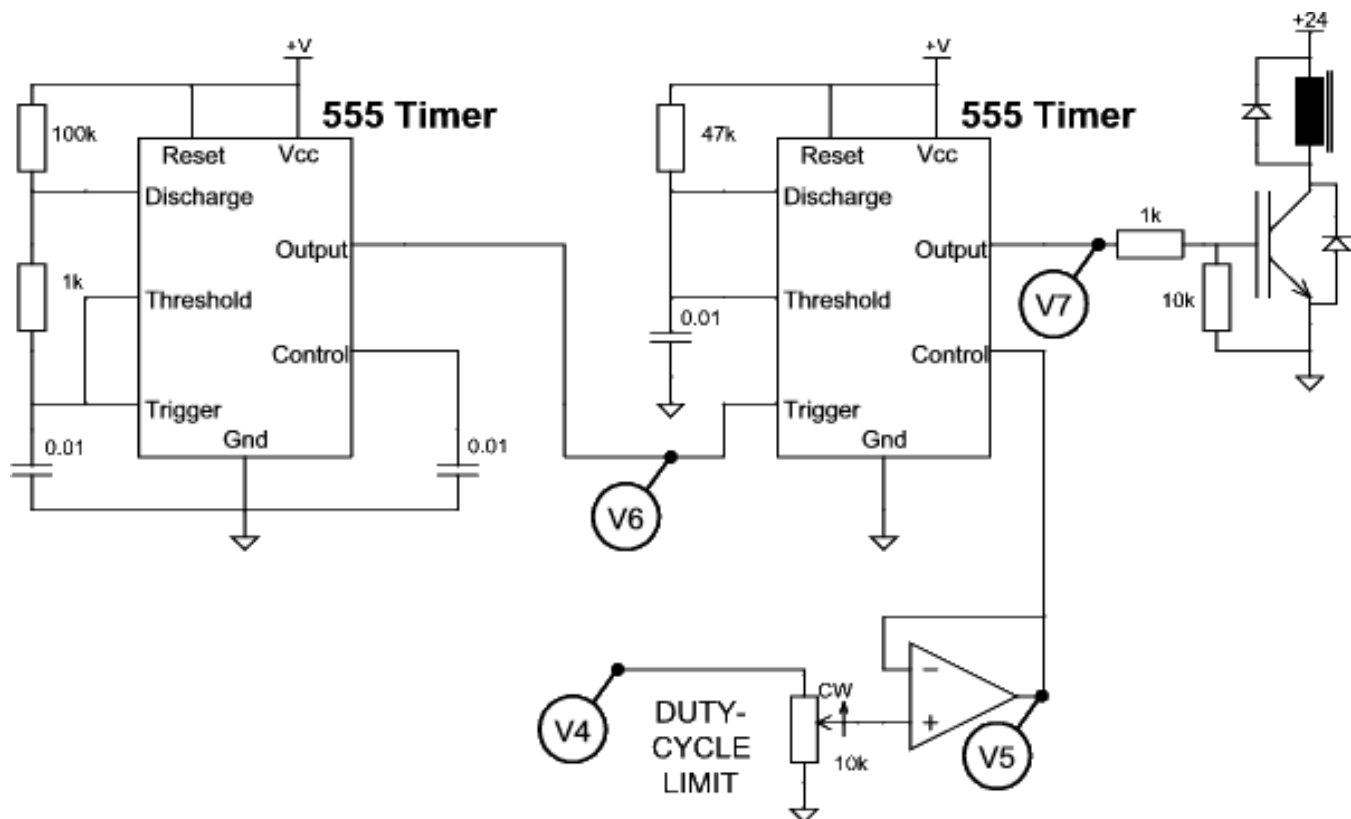 +24
+V
+V
555 Timer
555 Timer
100k
Reset
Vcc
47k
Reset
Vcc
Discharge
Discharge
1k
Output
Output
1k
Threshold
Threshold
V7
10k
0.01
Control
Control
Trigger
Trigger
0.01
Gnd
0.01
Gnd
V6
CW
DUTY-
CYCLE
LIMIT
V4
−
+
10k
V5